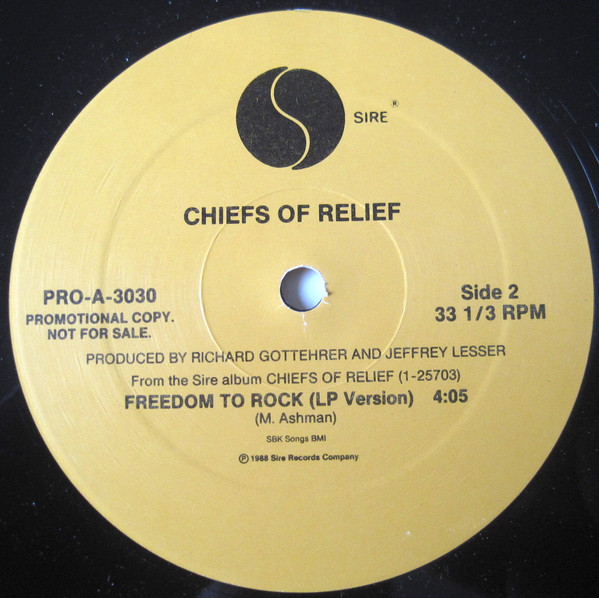 SIRE ®
CHIEFS OF RELIEF
PRO-A-3030
PROMOTIONAL COPY.
NOT FOR SALE.
Side 2
33 1/3 RPM
PRODUCED BY RICHARD GOTTEHRER AND JEFFREY LESSER
From the Sire album CHIEFS OF RELIEF (1-25703)
FREEDOM TO ROCK (LP Version) 4:05
(M. Ashman)
SBK Songs BMI
℗ 1988 Sire Records Company